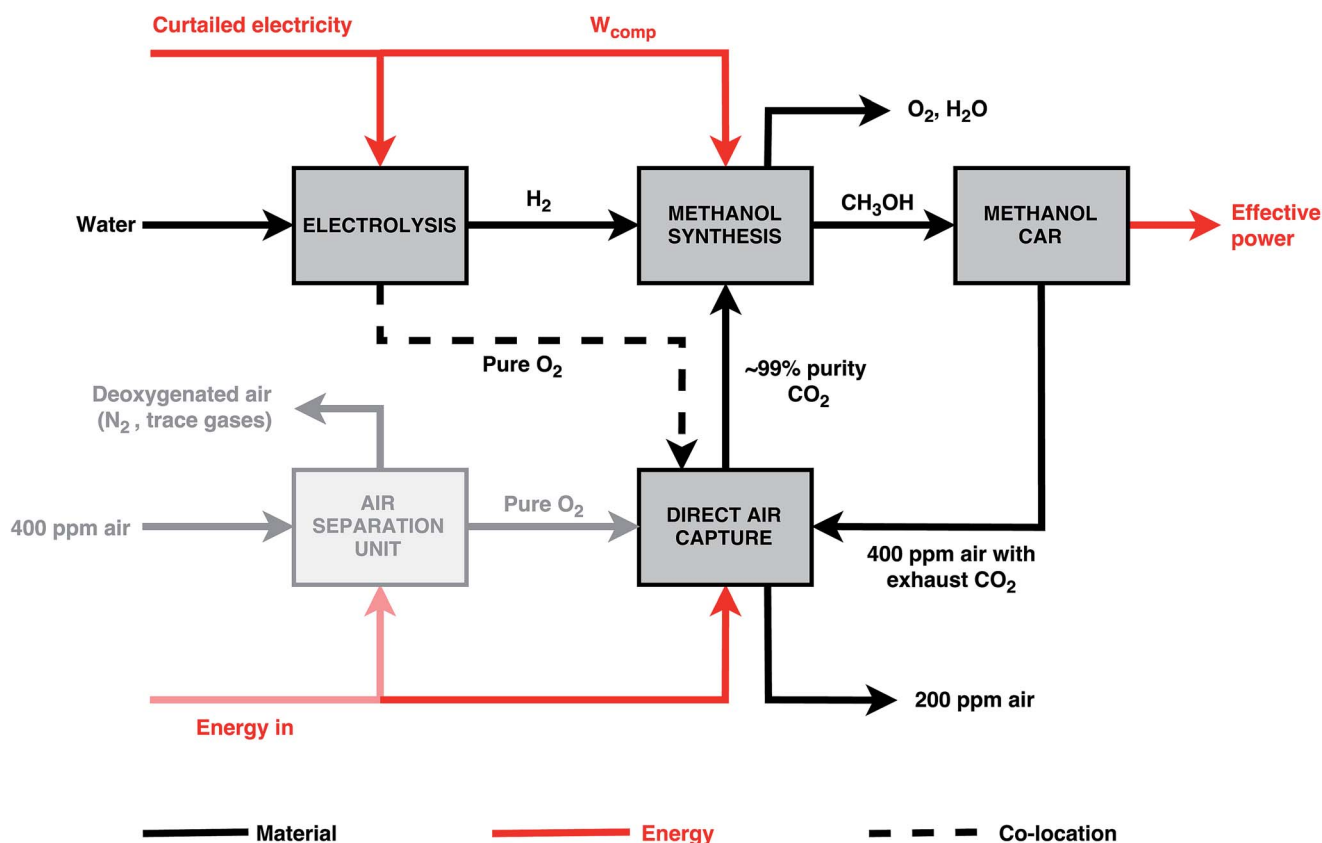 Curtailed electricity
W_comp
O₂, H₂O
Water
ELECTROLYSIS
H₂
METHANOL
SYNTHESIS
CH₃OH
METHANOL
CAR
Effective
power
Pure O₂
~99% purity
CO₂
Deoxygenated air
(N₂ , trace gases)
400 ppm air
AIR
SEPARATION
UNIT
Pure O₂
DIRECT AIR
CAPTURE
400 ppm air with
exhaust CO₂
200 ppm air
Energy in
Material
Energy
Co-location